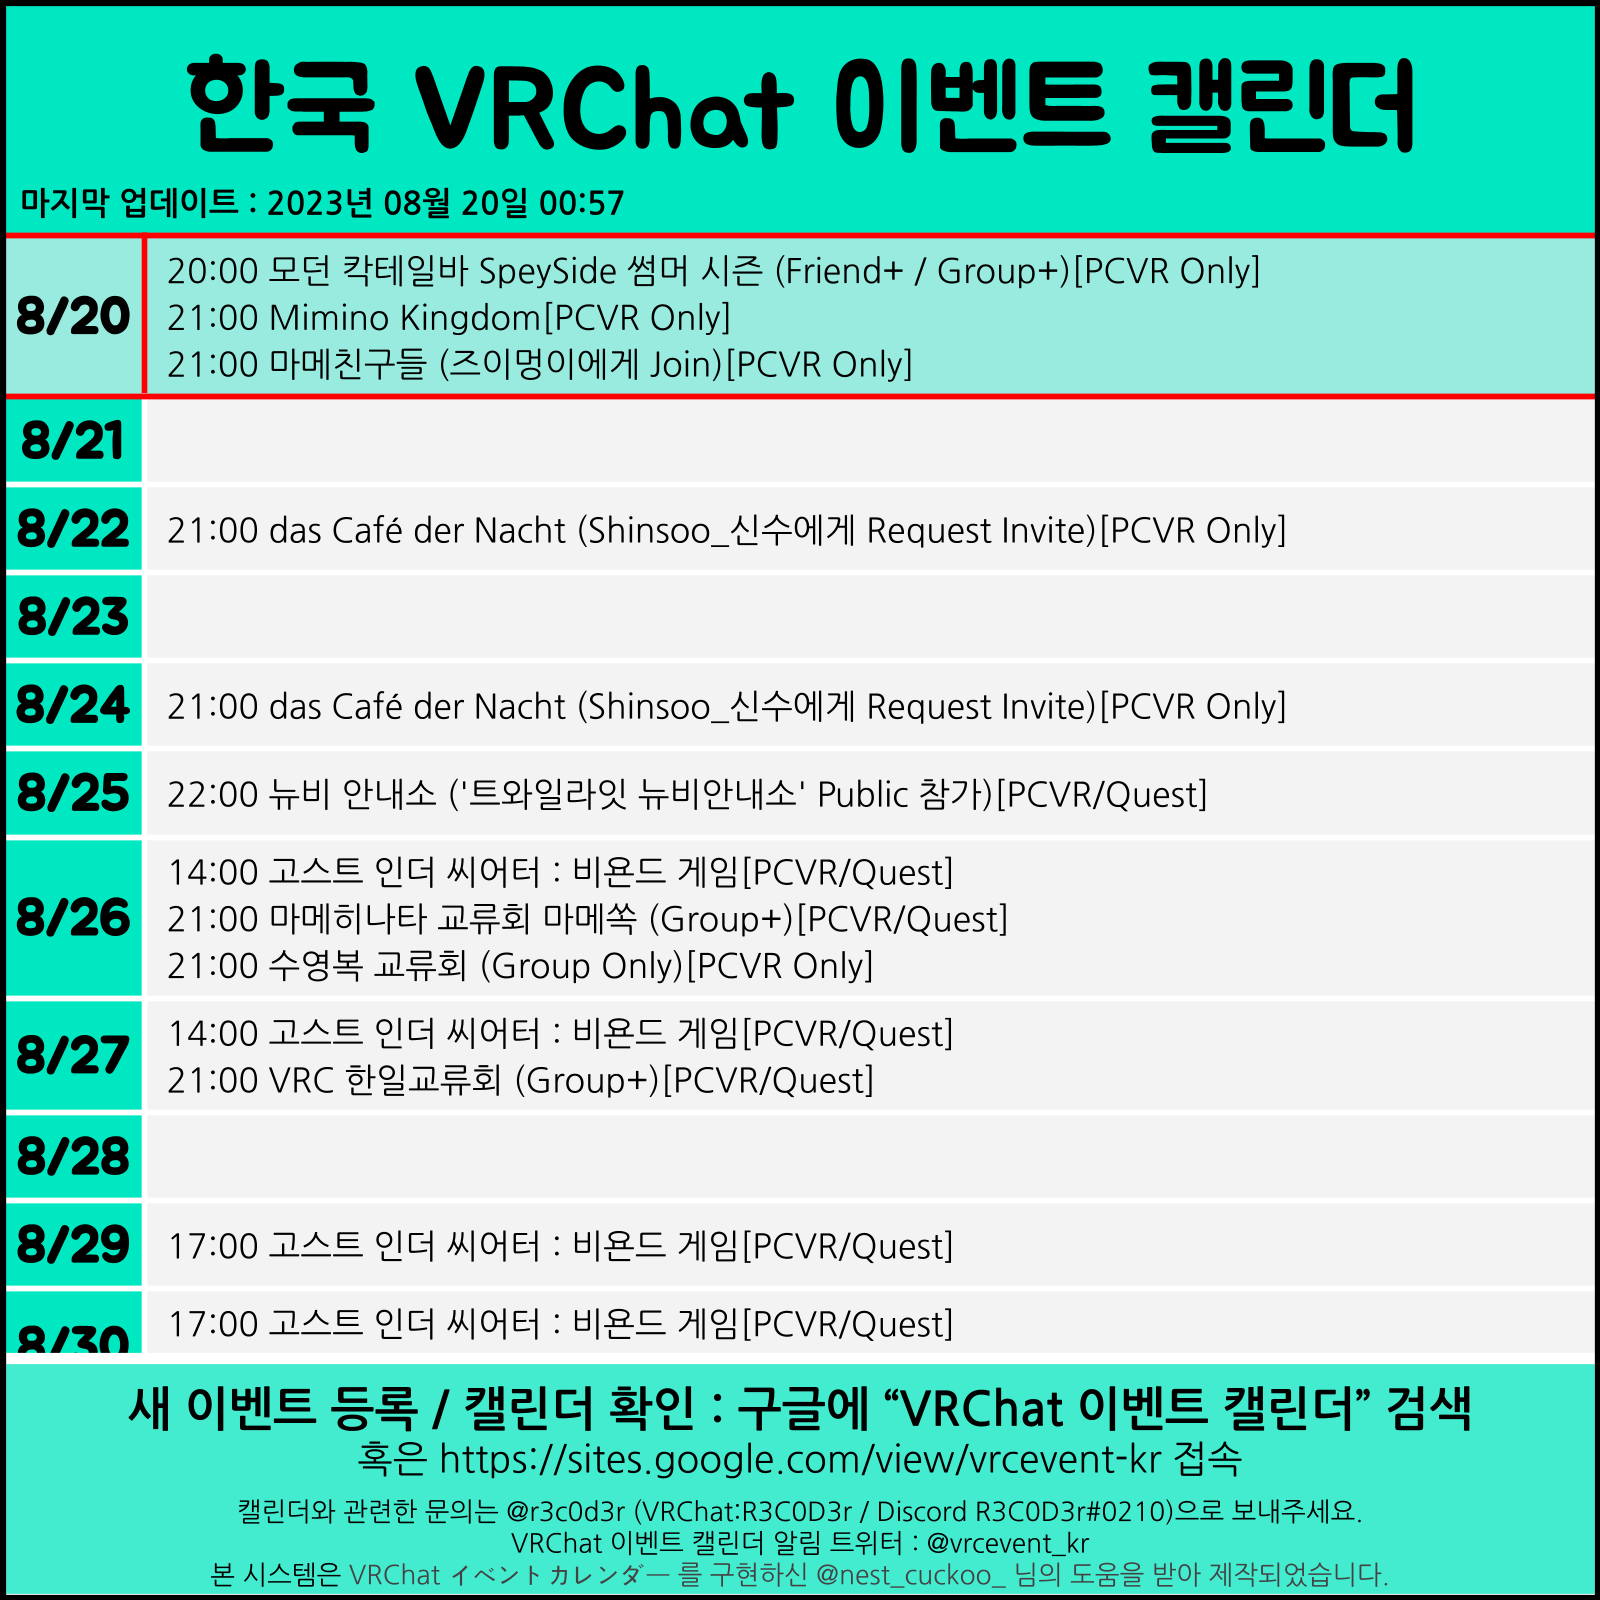 한국 VRChat 이벤트 캘린더
마지막 업데이트 : 2023년 08월 20일 00:57
8/20
20:00 모던 칵테일바 SpeySide 썸머 시즌 (Friend+ / Group+)[PCVR Only]
21:00 Mimino Kingdom[PCVR Only]
21:00 마메친구들 (즈이멍이에게 Join)[PCVR Only]
8/21
8/22
21:00 das Café der Nacht (Shinsoo_신수에게 Request Invite)[PCVR Only]
8/23
8/24
21:00 das Café der Nacht (Shinsoo_신수에게 Request Invite)[PCVR Only]
8/25
22:00 뉴비 안내소 ('트와일라잇 뉴비안내소' Public 참가)[PCVR/Quest]
8/26
14:00 고스트 인더 씨어터 : 비욘드 게임[PCVR/Quest]
21:00 마메히나타 교류회 마메쏙 (Group+)[PCVR/Quest]
21:00 수영복 교류회 (Group Only)[PCVR Only]
8/27
14:00 고스트 인더 씨어터 : 비욘드 게임[PCVR/Quest]
21:00 VRC 한일교류회 (Group+)[PCVR/Quest]
8/28
8/29
17:00 고스트 인더 씨어터 : 비욘드 게임[PCVR/Quest]
8/30
17:00 고스트 인더 씨어터 : 비욘드 게임[PCVR/Quest]
새 이벤트 등록 / 캘린더 확인 : 구글에 “VRChat 이벤트 캘린더” 검색
혹은 https://sites.google.com/view/vrcevent-kr 접속
캘린더와 관련한 문의는 @r3c0d3r (VRChat:R3C0D3r / Discord R3C0D3r#0210)으로 보내주세요.
VRChat 이벤트 캘린더 알림 트위터 : @vrcevent_kr
본 시스템은 VRChat イベントカレンダー 를 구현하신 @nest_cuckoo_ 님의 도움을 받아 제작되었습니다.